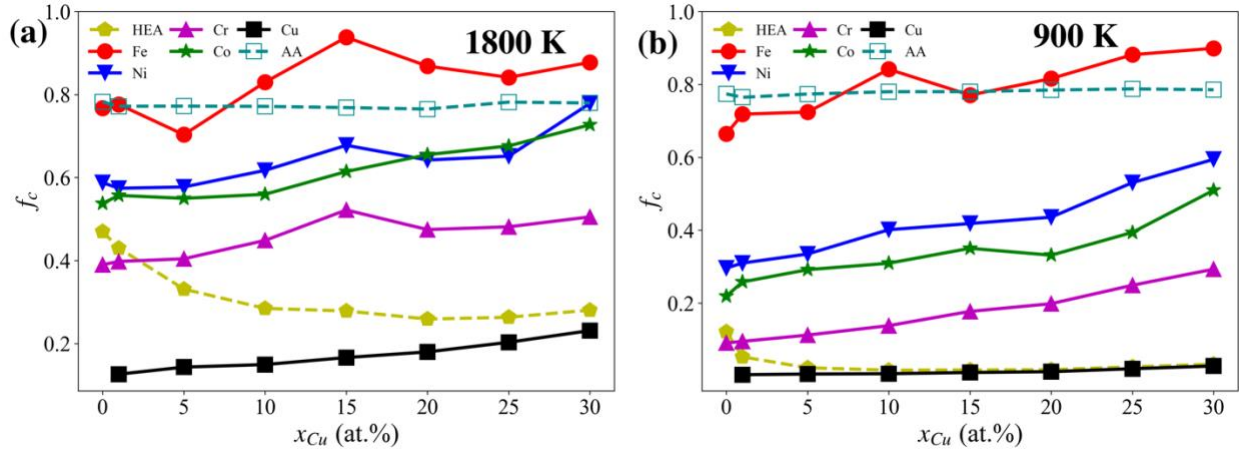 (a)
1800 K
HEA
Fe
Ni
Cr
Co
Cu
AA
1.0
0.8
0.6
0.4
0.2
f_c
0
5
10
15
20
25
30
x_Cu (at.%)
(b)
900 K
HEA
Fe
Ni
Cr
Co
Cu
AA
1.0
0.8
0.6
0.4
0.2
f_c
0
5
10
15
20
25
30
x_Cu (at.%)